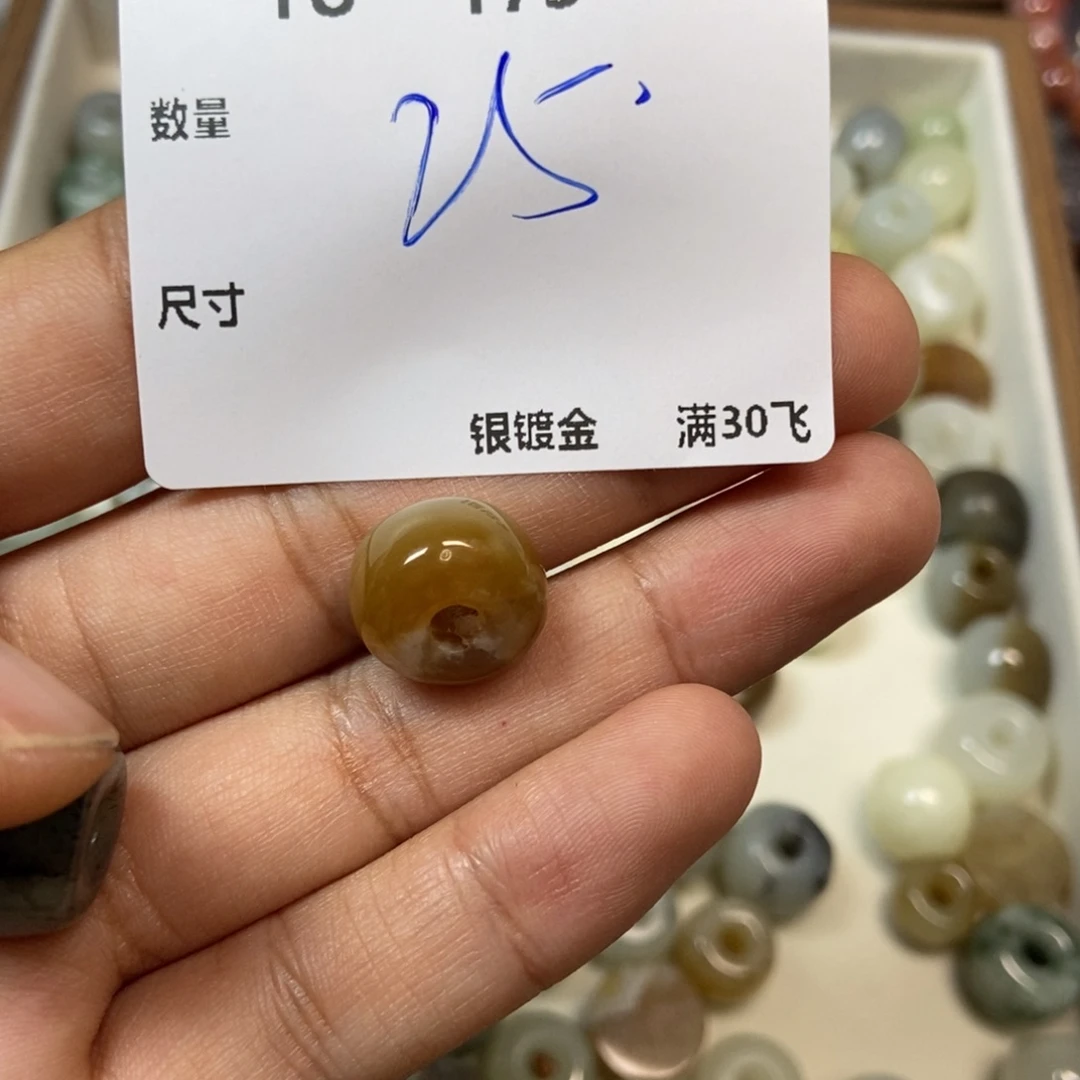 数量 25.
尺寸
银镀金 满30飞